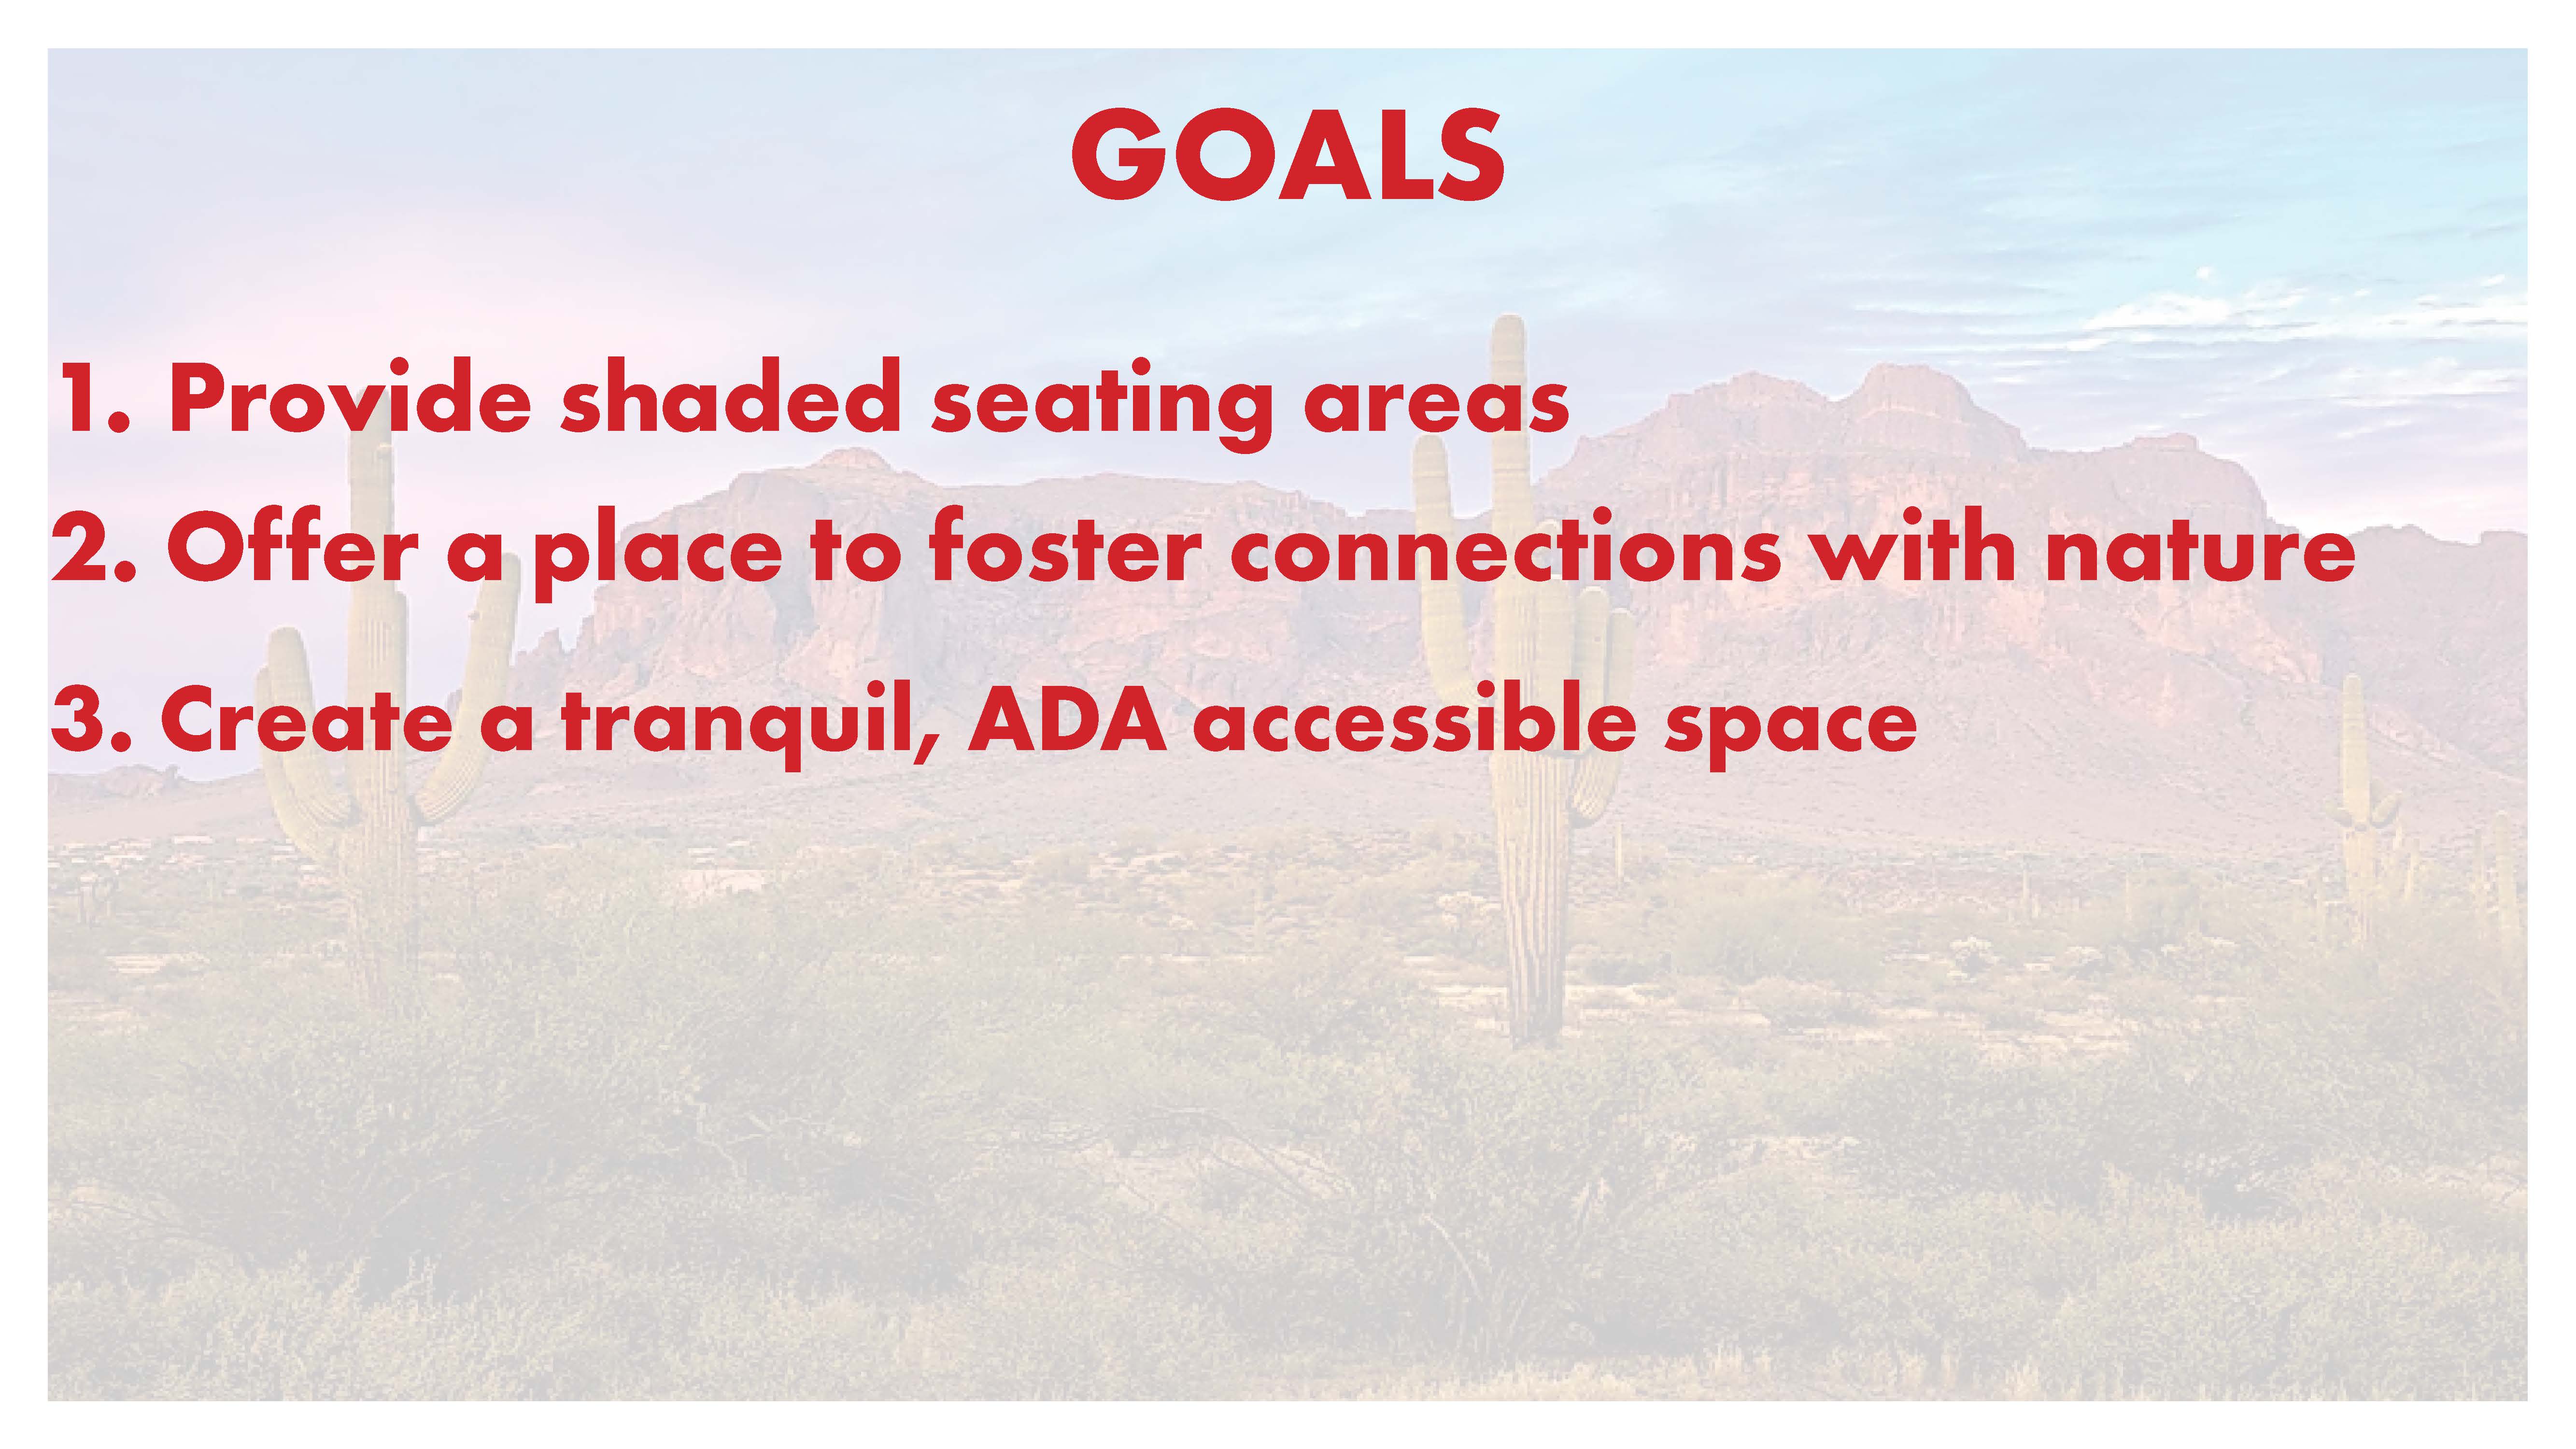 GOALS
1. Provide shaded seating areas
2. Offer a place to foster connections with nature
3. Create a tranquil, ADA accessible space